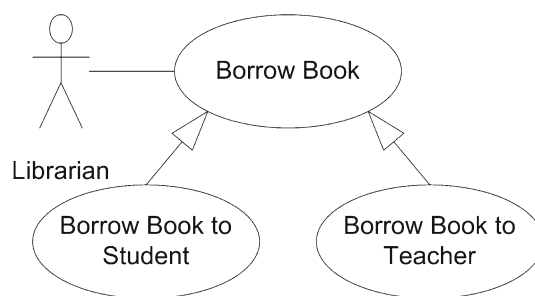 Borrow Book
Librarian
Borrow Book to
Student
Borrow Book to
Teacher